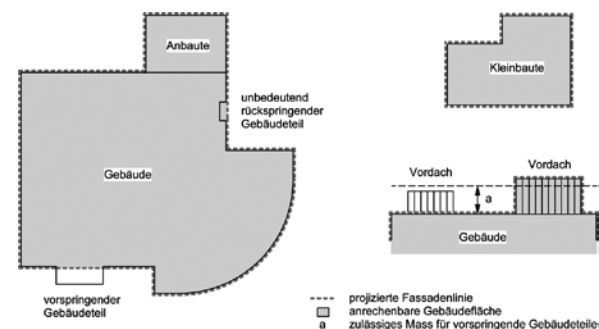 Anbaute
unbedeutend
rückspringender
Gebäudeteil
Gebäude
vorspringender
Gebäudeteil
Kleinbaute
Vordach
Vordach
a
Gebäude
projizierte Fassadenlinie
anrechenbare Gebäudefläche
a zulässiges Mass für vorspringende Gebäudeteile